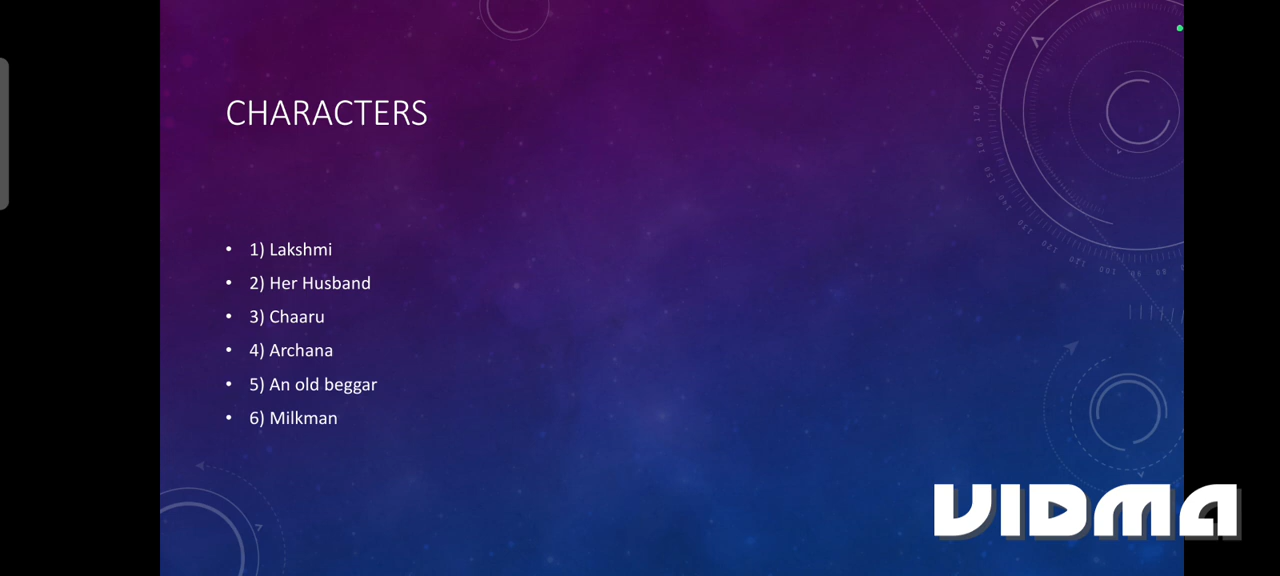 CHARACTERS
• 1) Lakshmi
• 2) Her Husband
• 3) Chaaru
• 4) Archana
• 5) An old beggar
• 6) Milkman
VIDMA